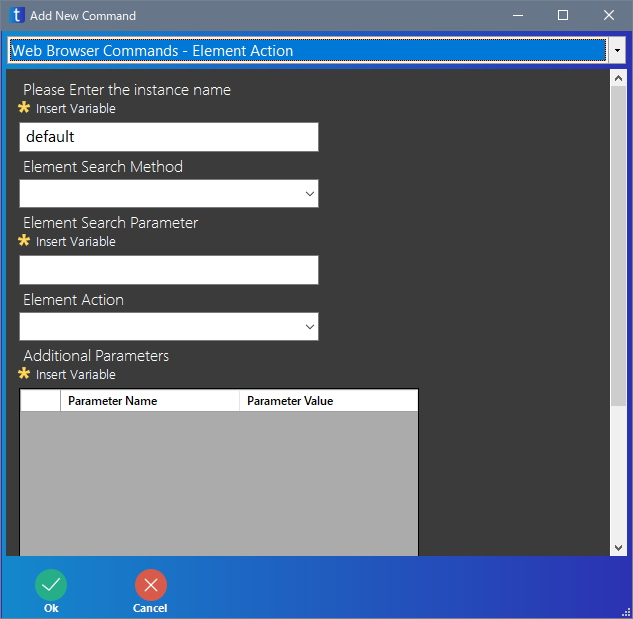 t Add New Command
Web Browser Commands - Element Action
Please Enter the instance name
Insert Variable
default
Element Search Method
Element Search Parameter
Insert Variable
Element Action
Additional Parameters
Insert Variable
Parameter Name Parameter Value
Ok Cancel